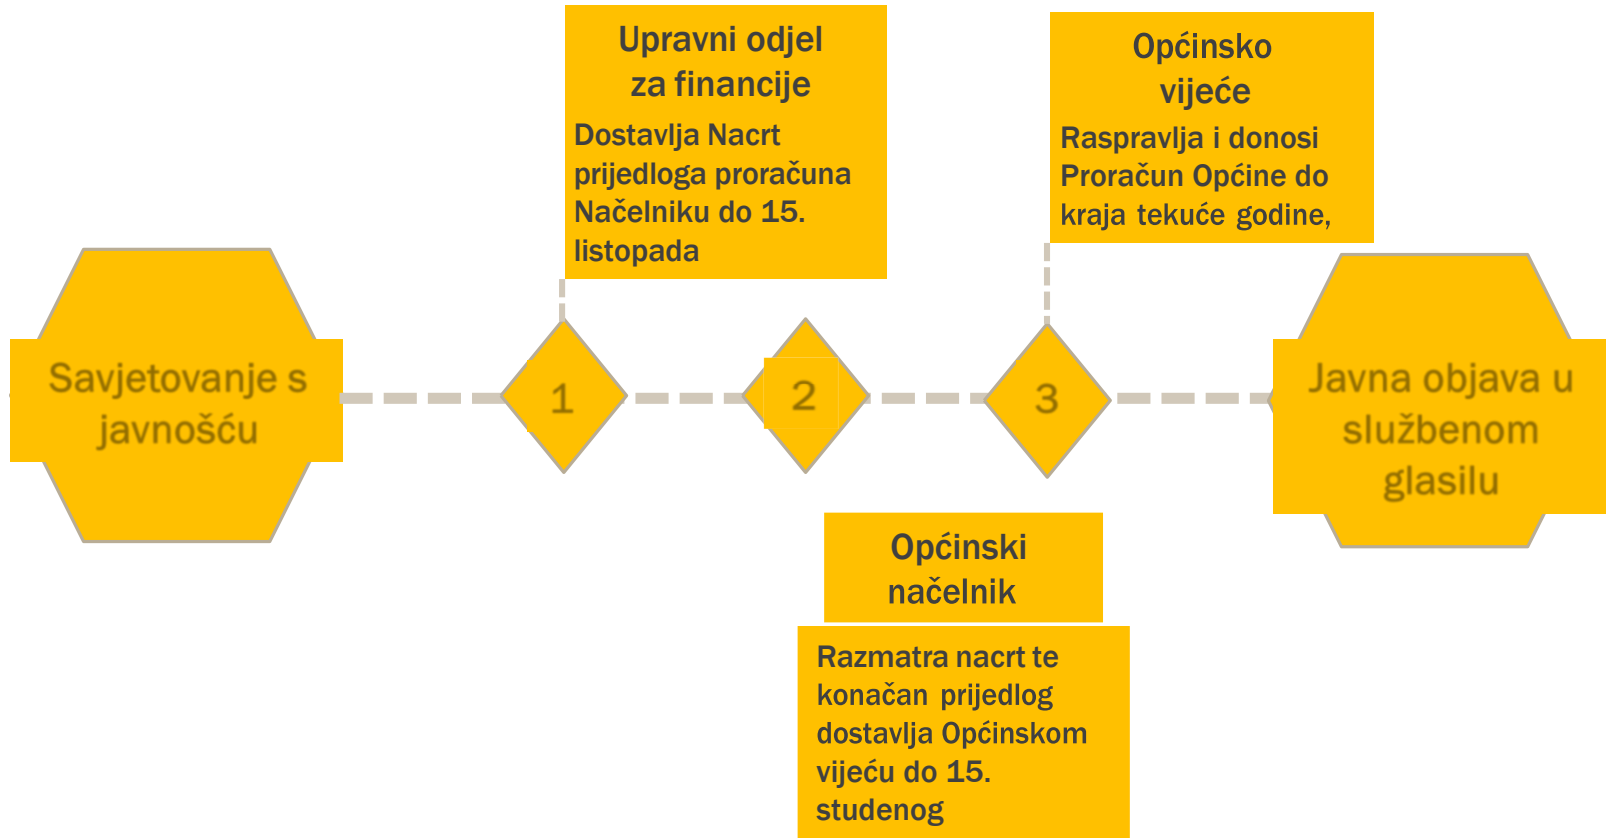 Upravni odjel
za financije
Dostavlja Nacrt
prijedloga proračuna
Načelniku do 15.
listopada
Općinsko
vijeće
Raspravlja i donosi
Proračun Općine do
kraja tekuće godine,
Savjetovanje s
javnošću
1
2
3
Javna objava u
službenom
glasilu
Općinski
načelnik
Razmatra nacrt te
konačan prijedlog
dostavlja Općinskom
vijeću do 15.
studenog